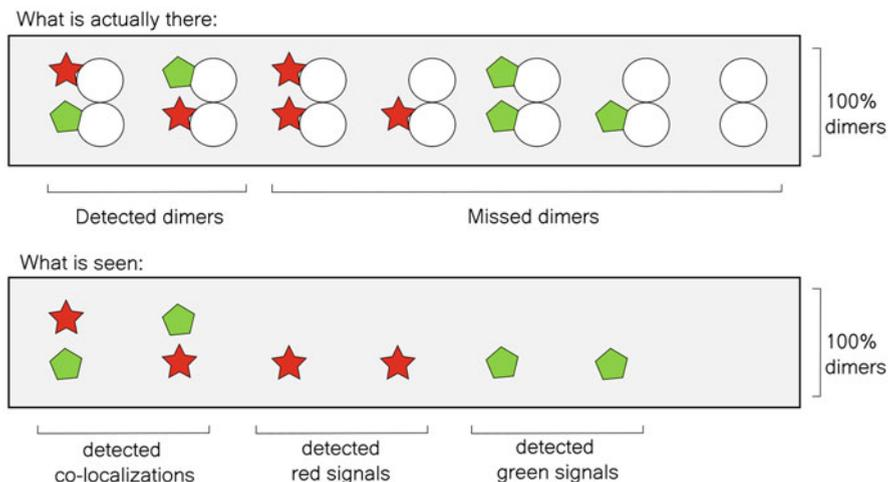 What is actually there:
100%
dimers
Detected dimers
Missed dimers
What is seen:
100%
dimers
detected
co-localizations
detected
red signals
detected
green signals